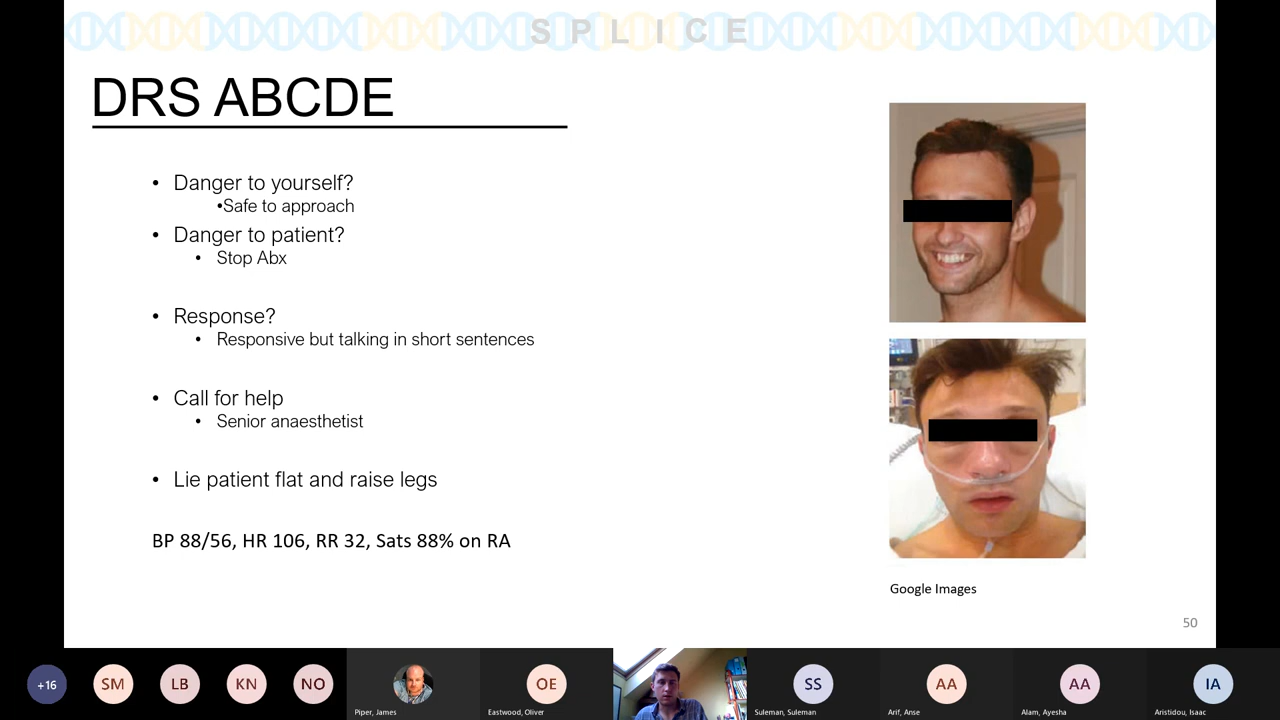 S P L I C E
DRS ABCDE
• Danger to yourself?
•Safe to approach
• Danger to patient?
• Stop Abx
• Response?
• Responsive but talking in short sentences
• Call for help
• Senior anaesthetist
• Lie patient flat and raise legs
BP 88/56, HR 106, RR 32, Sats 88% on RA
Google Images
50
+16
SM
LB
KN
NO
Piper, James
OE
Eastwood, Oliver
SS
Suleman, Suleman
AA
Arif, Anse
AA
Alam, Ayesha
IA
Aristidou, Isaac